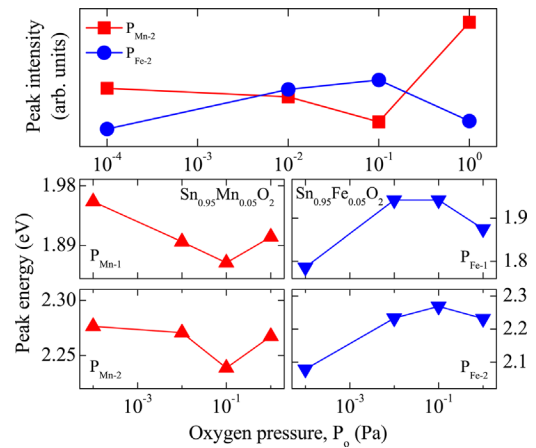 P_Mn-2
P_Fe-2
Peak intensity
(arb. units)
10^-4 10^-3 10^-2 10^-1 10^0
1.98
1.89
Sn_0.95Mn_0.05O_2
P_Mn-1
Sn_0.95Fe_0.05O_2
P_Fe-1
1.9
1.8
Peak energy (eV)
2.30
2.25
P_Mn-2
P_Fe-2
2.3
2.2
2.1
10^-3 10^-1 10^-3 10^-1
Oxygen pressure, P_o (Pa)